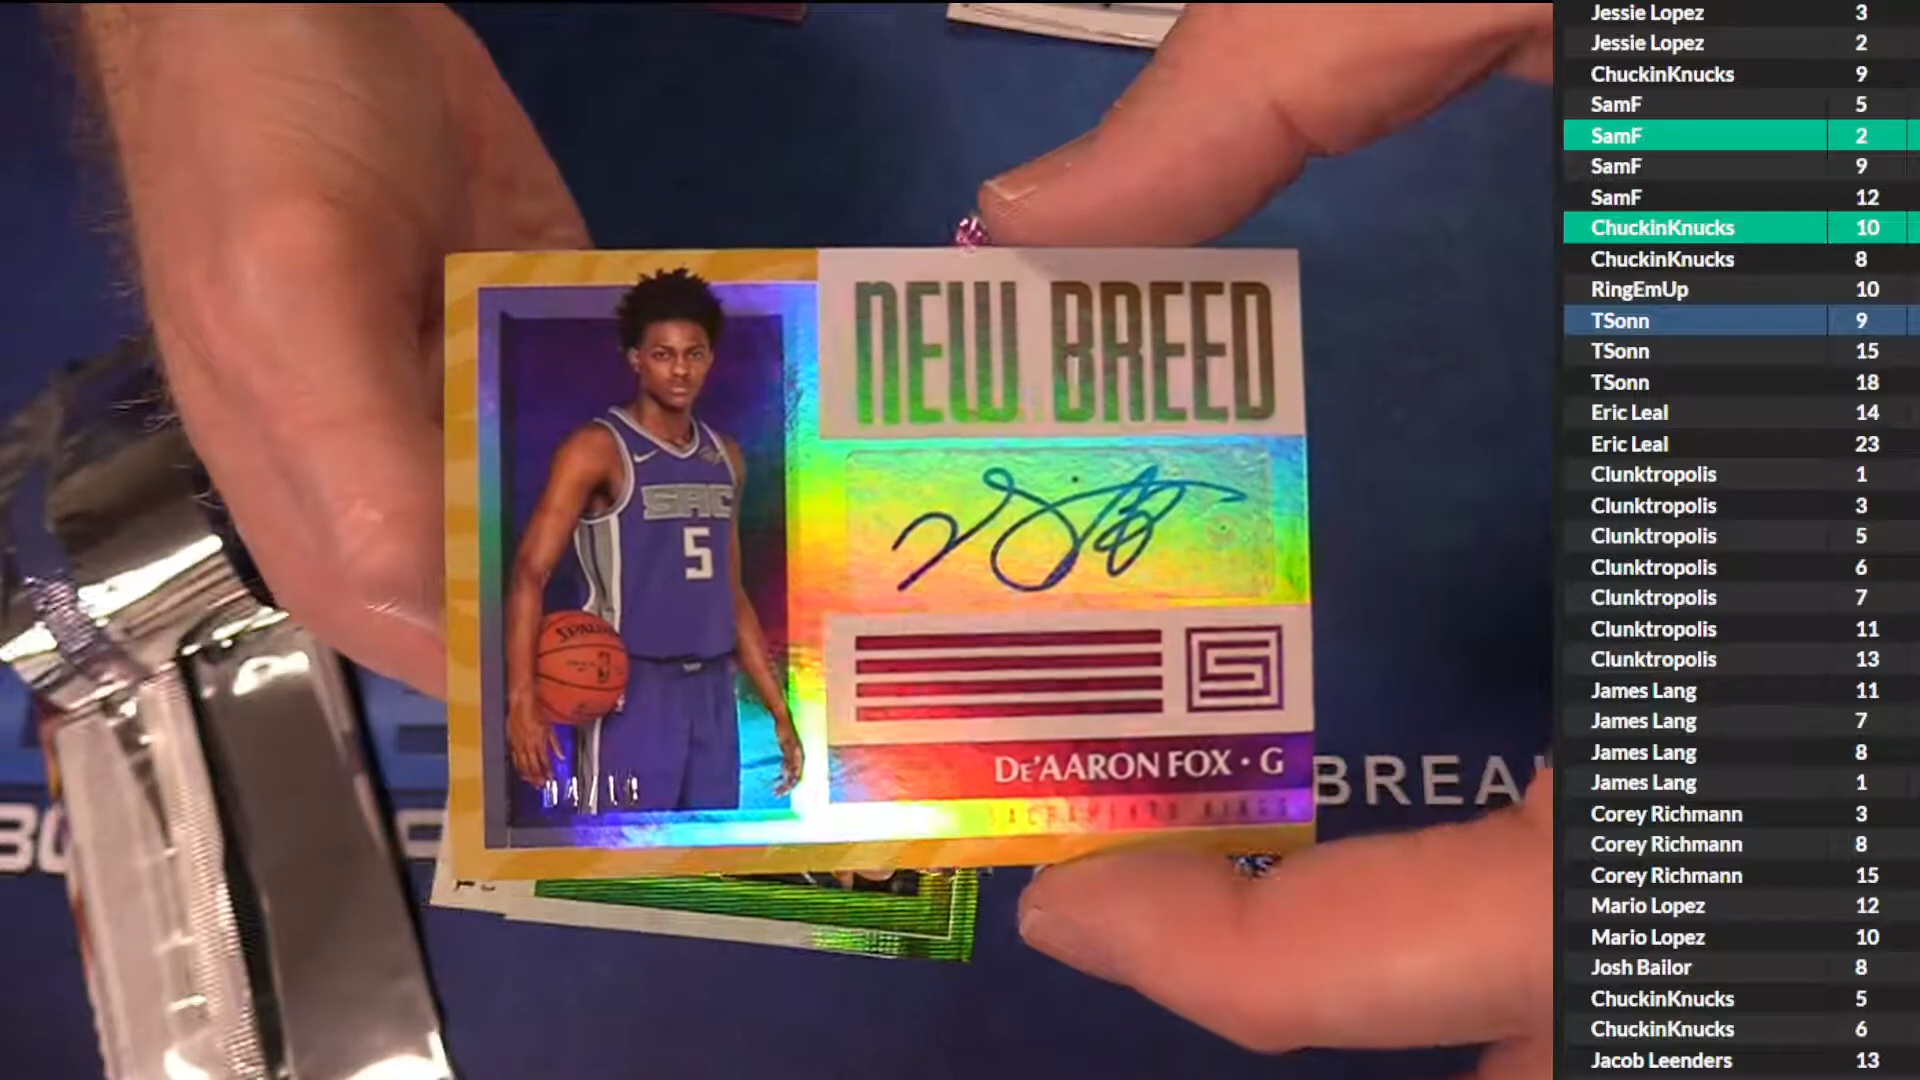 NEW BREED
SAC
5
SPALDING
DE'AARON FOX • G
SACRAMENTO KINGS
BREA
Jessie Lopez 3
Jessie Lopez 2
ChuckinKnucks 9
SamF 5
SamF 2
SamF 9
SamF 12
ChuckinKnucks 10
ChuckinKnucks 8
RingEmUp 10
TSonn 9
TSonn 15
TSonn 18
Eric Leal 14
Eric Leal 23
Clunktropolis 1
Clunktropolis 3
Clunktropolis 5
Clunktropolis 6
Clunktropolis 7
Clunktropolis 11
Clunktropolis 13
James Lang 11
James Lang 7
James Lang 8
James Lang 1
Corey Richmann 3
Corey Richmann 8
Corey Richmann 15
Mario Lopez 12
Mario Lopez 10
Josh Bailor 8
ChuckinKnucks 5
ChuckinKnucks 6
Jacob Leenders 13